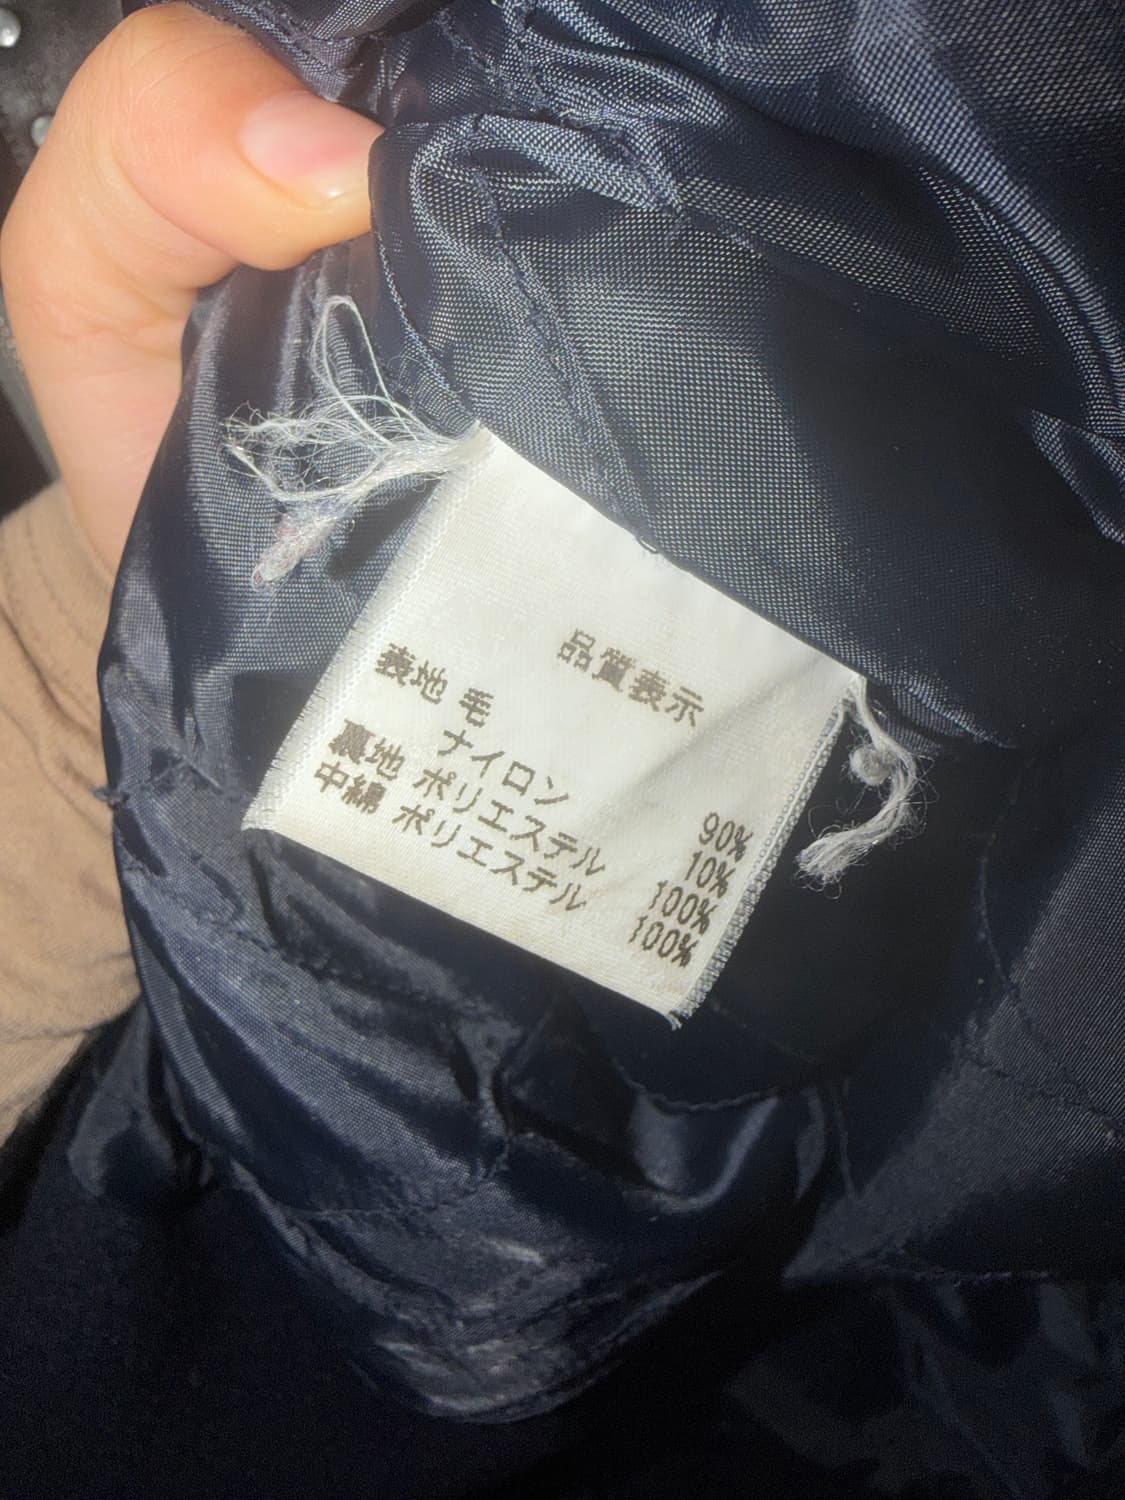 品質表示
表地 毛 90%
ナイロン 10%
裏地 ポリエステル 100%
中綿 ポリエステル 100%